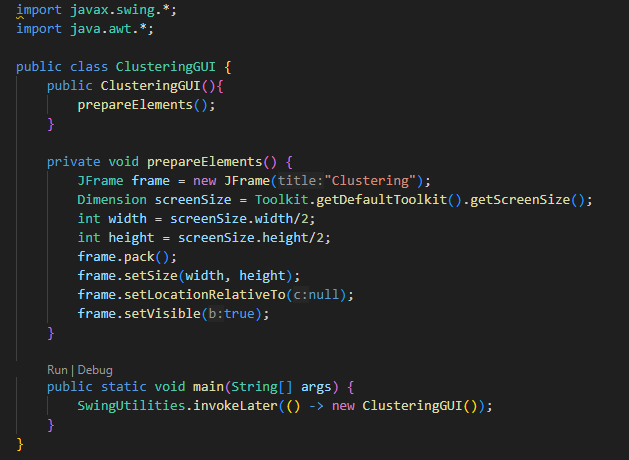 import javax.swing.*;
import java.awt.*;
public class ClusteringGUI {
public ClusteringGUI(){
prepareElements();
}
private void prepareElements() {
JFrame frame = new JFrame(title:"Clustering");
Dimension screenSize = Toolkit.getDefaultToolkit().getScreenSize();
int width = screenSize.width/2;
int height = screenSize.height/2;
frame.pack();
frame.setSize(width, height);
frame.setLocationRelativeTo(c:null);
frame.setVisible(b:true);
}
Run | Debug
public static void main(String[] args) {
SwingUtilities.invokeLater(() -> new ClusteringGUI());
}
}